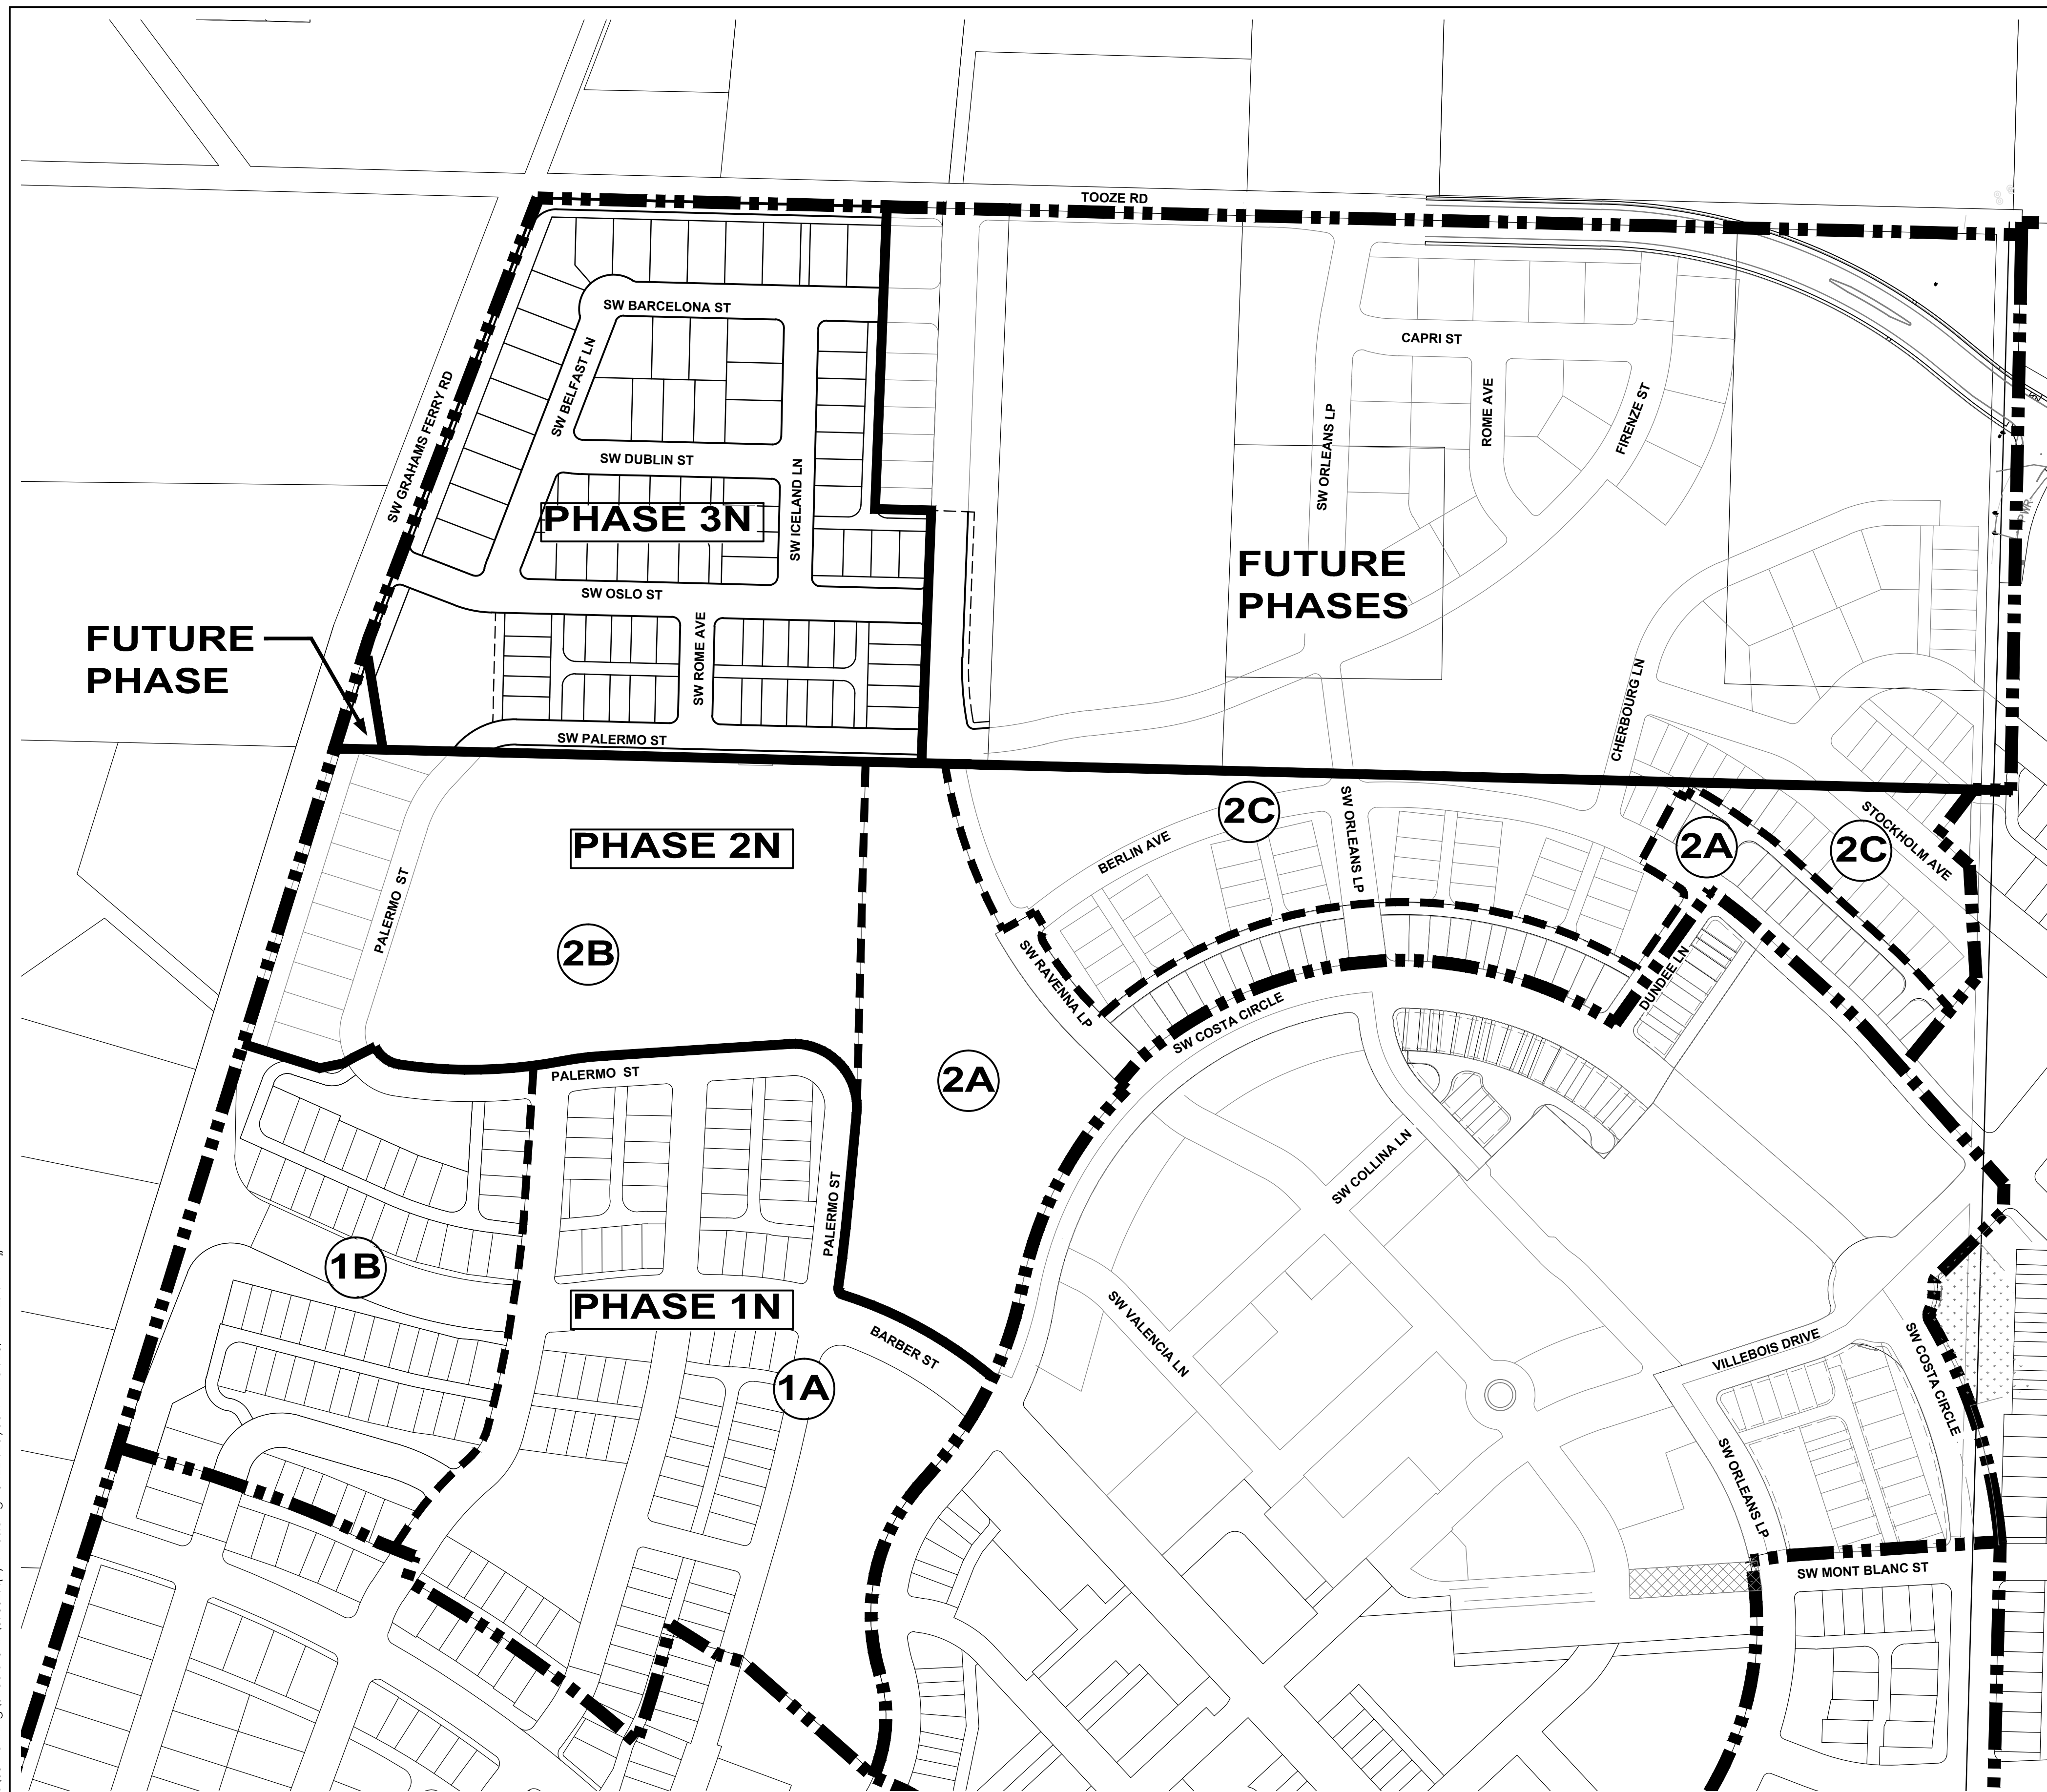 TOOZE RD
SW BARCELONA ST
CAPRI ST
SW BELFAST LN
SW GRAHAMS FERRY RD
ROME AVE
FIRENZE ST
SW ORLEANS LP
SW DUBLIN ST
SW ICELAND LN
PHASE 3N
FUTURE
PHASES
SW OSLO ST
FUTURE
PHASE
SW ROME AVE
CHERBOURG LN
SW PALERMO ST
2C
SW ORLEANS LP
STOCKHOLM AVE
PHASE 2N
BERLIN AVE
2A
2C
PALERMO ST
2B
SW RAVENNA LP
DUNDEE LN
SW COSTA CIRCLE
PALERMO ST
2A
SW COLLINA LN
PALERMO ST
1B
PHASE 1N
SW VALENCIA LN
BARBER ST
VILLEBOIS DRIVE
SW COSTA CIRCLE
1A
SW ORLEANS LP
SW MONT BLANC ST